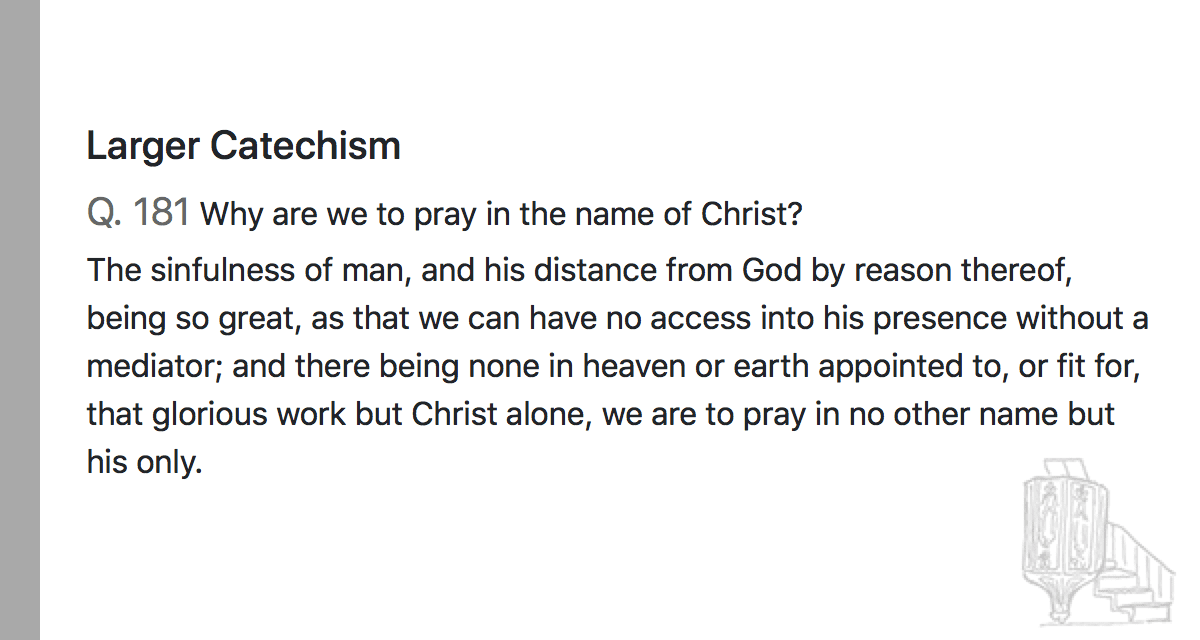 Larger Catechism
Q. 181 Why are we to pray in the name of Christ?
The sinfulness of man, and his distance from God by reason thereof,
being so great, as that we can have no access into his presence without a
mediator; and there being none in heaven or earth appointed to, or fit for,
that glorious work but Christ alone, we are to pray in no other name but
his only.